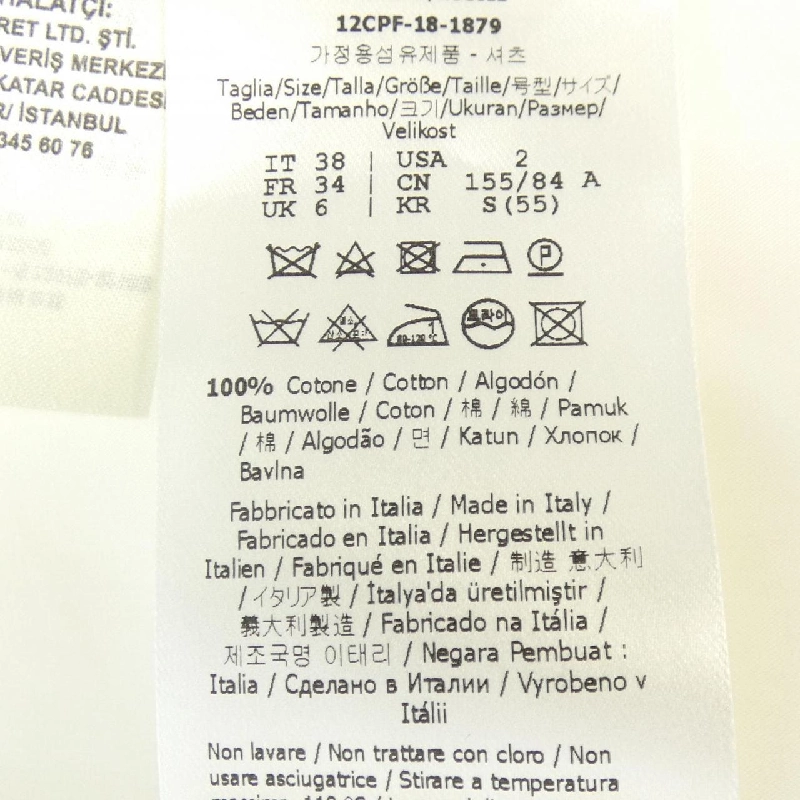 RET LTD. ŞTİ.
VERİŞ MERKEZİ
KATAR CADDES
R/ İSTANBUL
345 60 76
12CPF-18-1879
가정용섬유제품 - 셔츠
Taglia/Size/Talla/Größe/Taille/号型/サイズ/
Beden/Tamanho/크기/Ukuran/Размер/
Velikost
IT 38 | USA 2
FR 34 | CN 155/84 A
UK 6 | KR S(55)
P
드라이
100% Cotone / Cotton / Algodón /
Baumwolle / Coton / 棉 / 綿 / Pamuk
/ 棉 / Algodão / 면 / Katun / Хлопок /
Bavlna
Fabbricato in Italia / Made in Italy /
Fabricado en Italia / Hergestellt in
Italien / Fabriqué en Italie / 制造 意大利
/イタリア製 / İtalya'da üretilmiştir /
義大利製造 / Fabricado na Itália /
제조국명 이태리 / Negara Pembuat :
Italia / Сделано в Италии / Vyrobeno v
Itálii
Non lavare / Non trattare con cloro / Non
usare asciugatrice / Stirare a temperatura